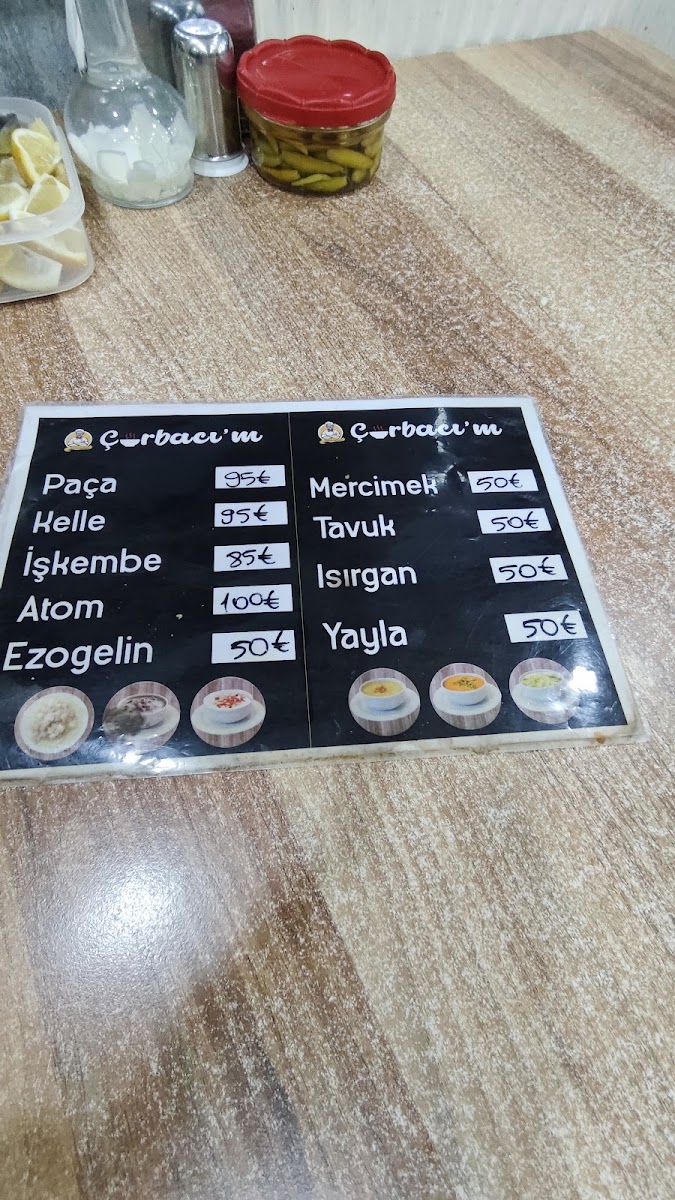 Çorbacı'm
Paça 95€
Kelle 95€
İşkembe 85€
Atom 100€
Ezogelin 50€
Çorbacı'm
Mercimek 50€
Tavuk 50€
Isırgan 50€
Yayla 50€